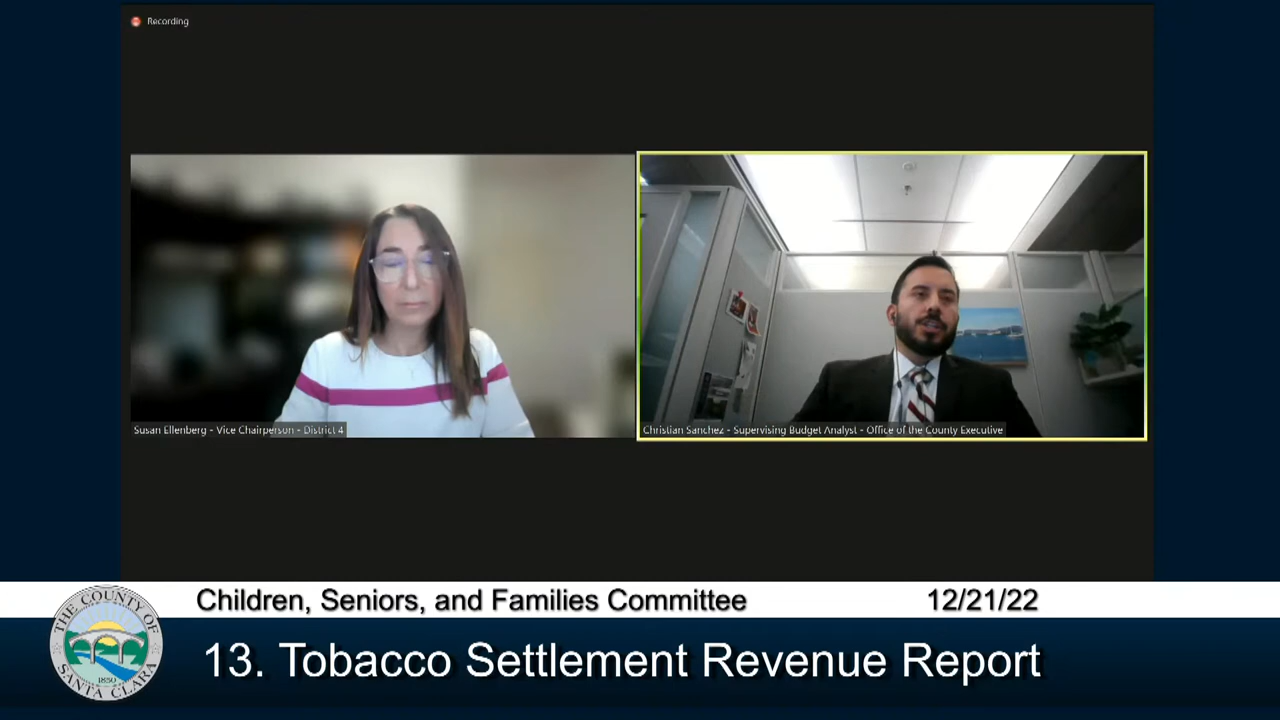 Recording
Susan Ellenberg - Vice Chairperson - District 4
Christian Sanchez - Supervising Budget Analyst - Office of the County Executive
Children, Seniors, and Families Committee
12/21/22
13. Tobacco Settlement Revenue Report
THE COUNTY OF
SANTA CLARA
1850